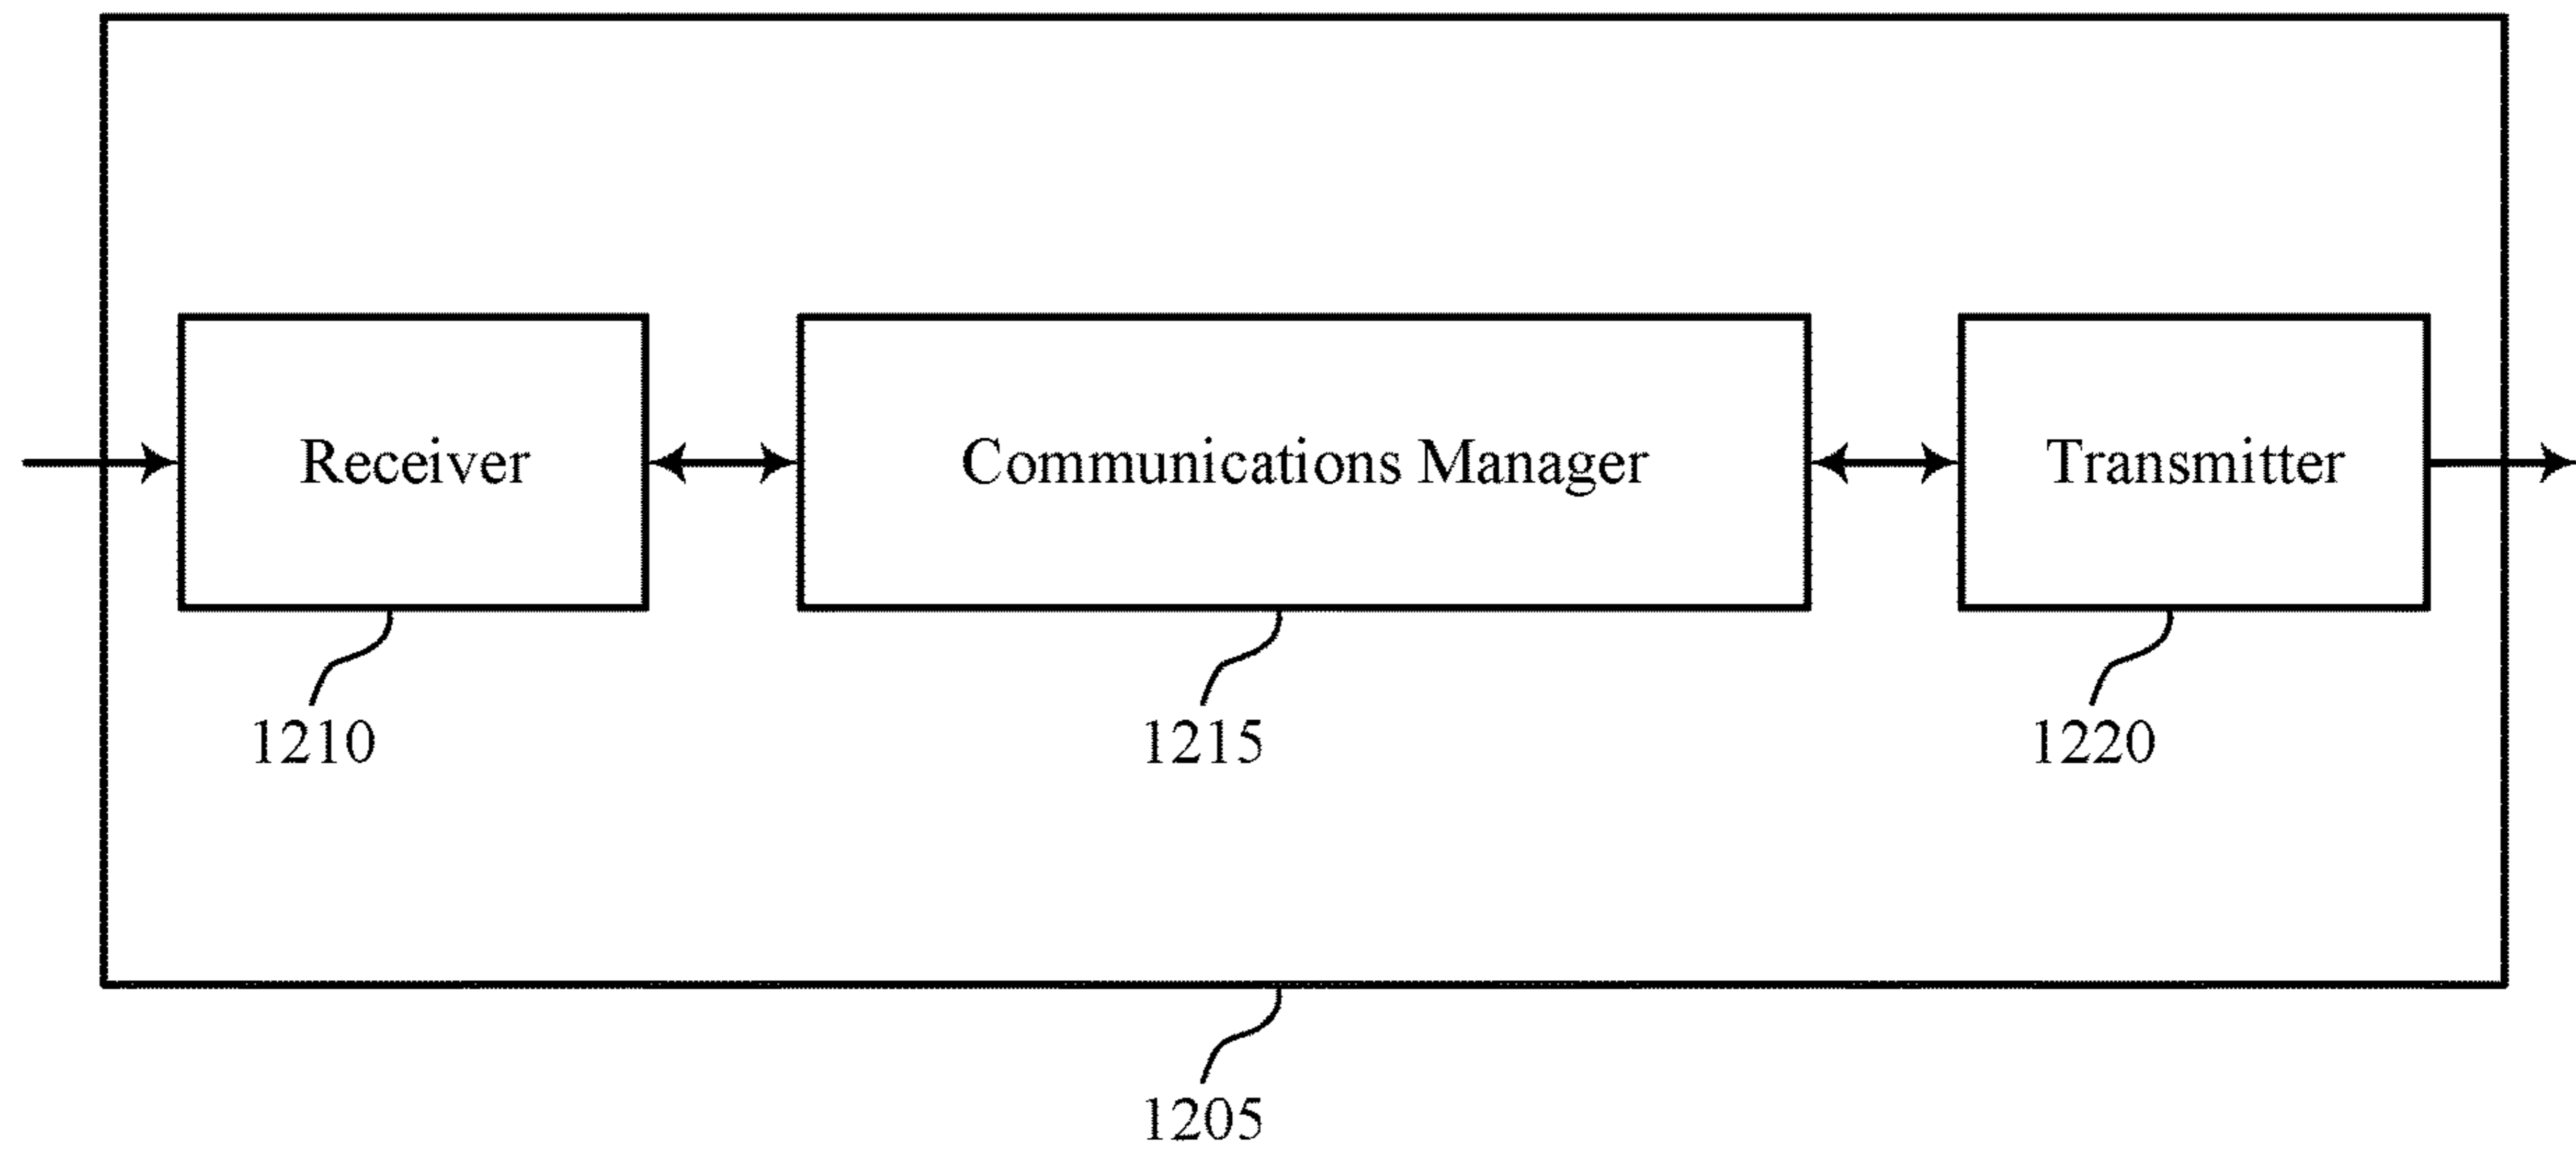 Receiver
Communications Manager
Transmitter
1210
1215
1220
1205